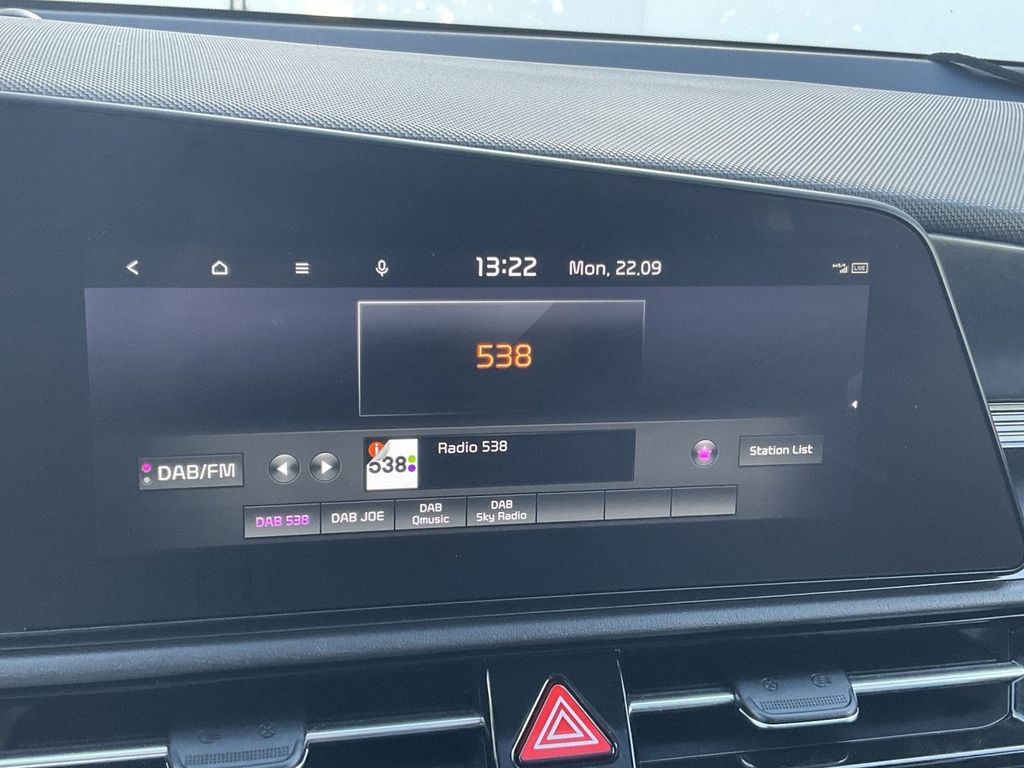 13:22 Mon, 22.09 LIVE
538
DAB/FM
538
Radio 538
Station List
DAB 538
DAB JOE
DAB
Qmusic
DAB
Sky Radio